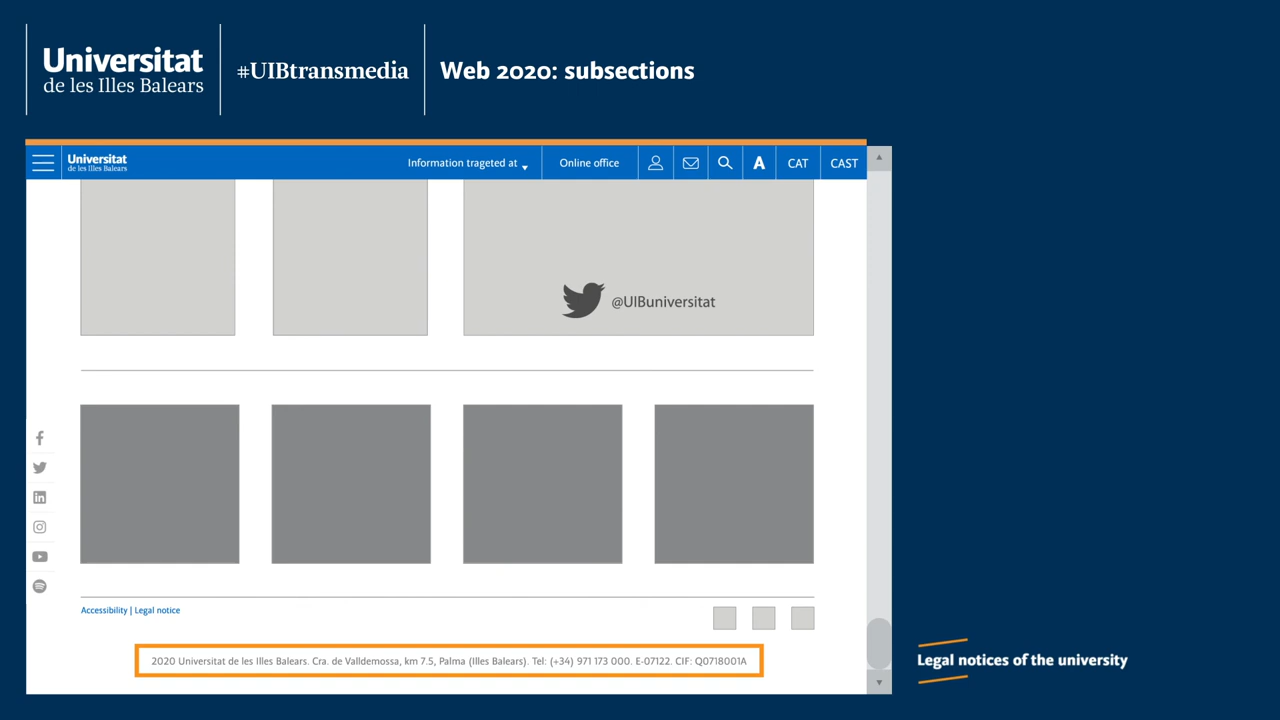 Universitat
de les Illes Balears
#UIBtransmedia
Web 2020: subsections
Universitat
de les Illes Balears
Information trageted at
Online office
A
CAT
CAST
@UIBuniversitat
Accessibility | Legal notice
2020 Universitat de les Illes Balears. Cra. de Valldemossa, km 7.5, Palma (Illes Balears). Tel: (+34) 971 173 000. E-07122. CIF: Q0718001A
Legal notices of the university